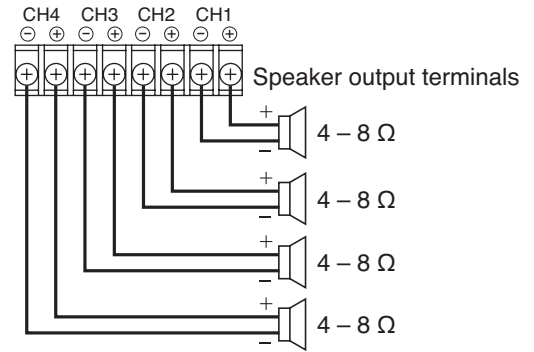 CH4 CH3 CH2 CH1
⊖ ⊕ ⊖ ⊕ ⊖ ⊕ ⊖ ⊕
Speaker output terminals
+
4 – 8 Ω
–
+
4 – 8 Ω
–
+
4 – 8 Ω
–
+
4 – 8 Ω
–